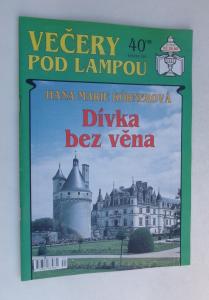 VEČERY
POD LAMPOU
40
HANA MARIE KÖRNEROVÁ
Dívka
bez věna